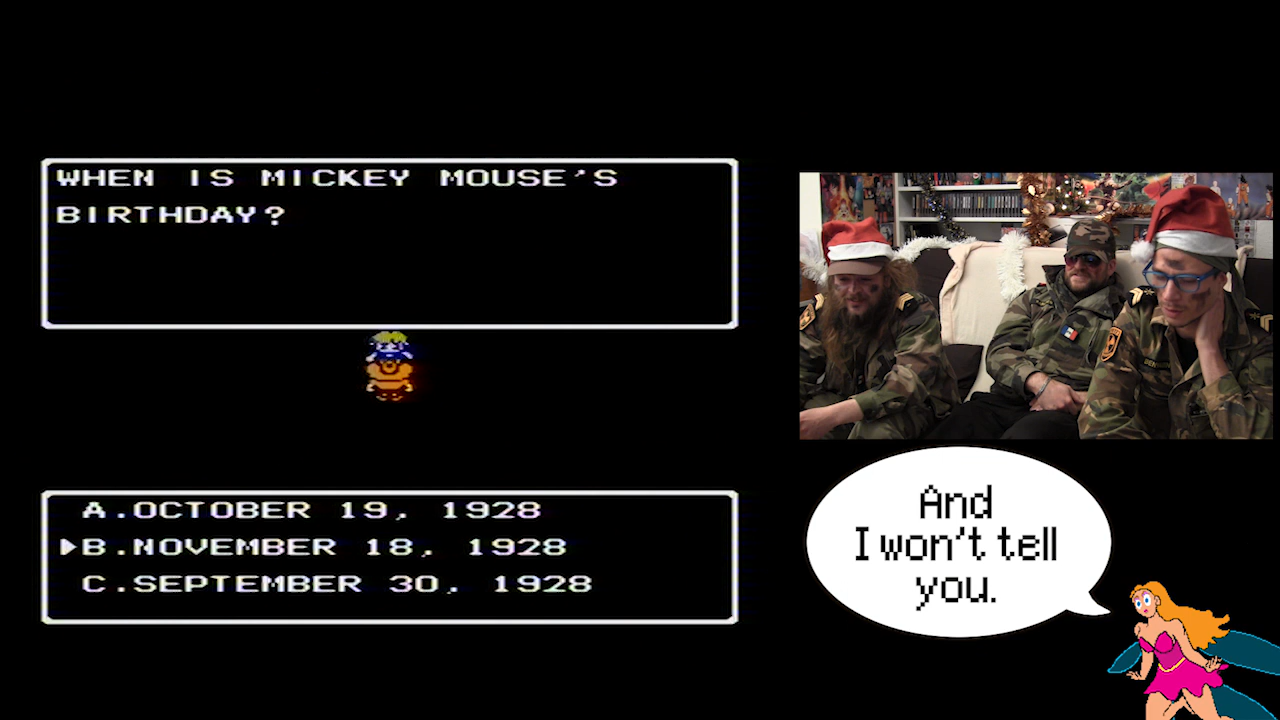 WHEN IS MICKEY MOUSE'S
BIRTHDAY?
A.OCTOBER 19, 1928
B.NOVEMBER 18, 1928
C.SEPTEMBER 30, 1928
And
I won't tell
you.